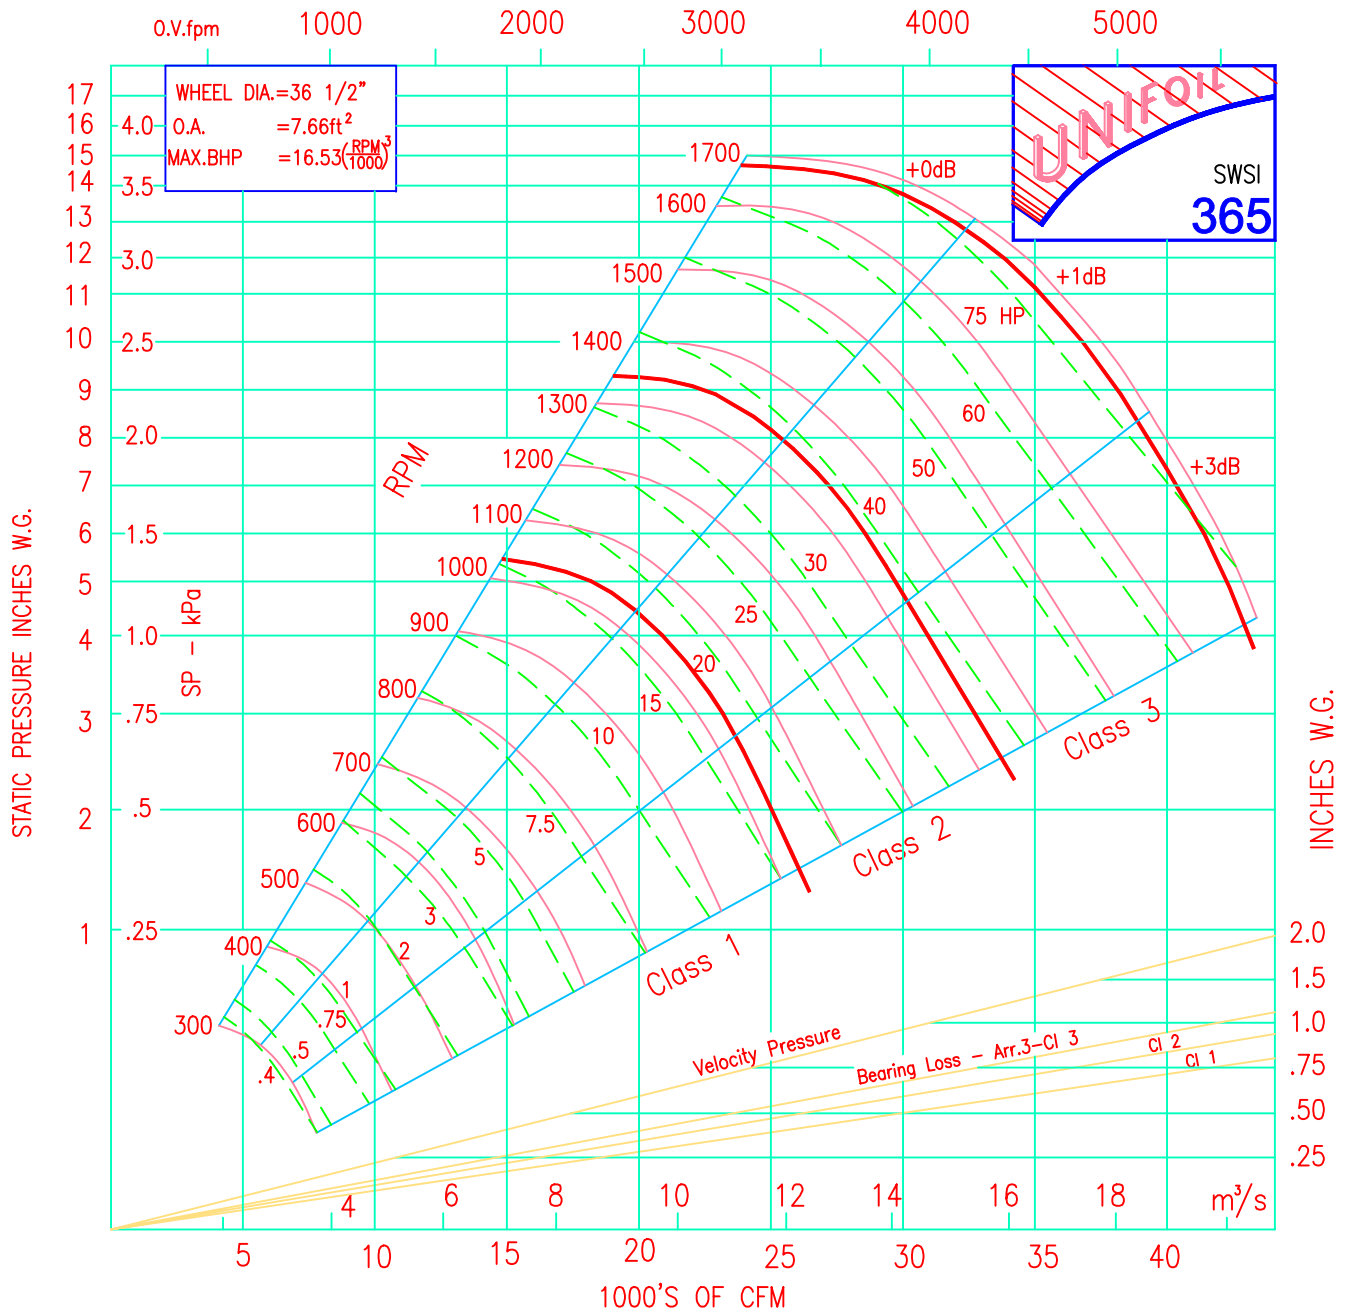 O.V.fpm 1000 2000 3000 4000 5000
WHEEL DIA.=36 1/2"
O.A. =7.66ft²
MAX.BHP =16.53(RPM/1000)³
UNIFOIL
SWSI
365
17
16 4.0
15
14 3.5
13
12 3.0
11
10 2.5
9
8 2.0
7
6 1.5
5
4 1.0
3 .75
2 .5
1 .25
STATIC PRESSURE INCHES W.G.
SP - kPa
RPM
1700
1600
1500
1400
1300
1200
1100
1000
900
800
700
600
500
400
300
+0dB
+1dB
+3dB
75 HP
60
50
40
30
25
20
15
10
7.5
5
3
2
1
.75
.5
.4
Class 3
Class 2
Class 1
Velocity Pressure
Bearing Loss - Arr.3-Cl 3
Cl 2
Cl 1
INCHES W.G.
2.0
1.5
1.0
.75
.50
.25
4 6 8 10 12 14 16 18 m³/s
5 10 15 20 25 30 35 40
1000'S OF CFM